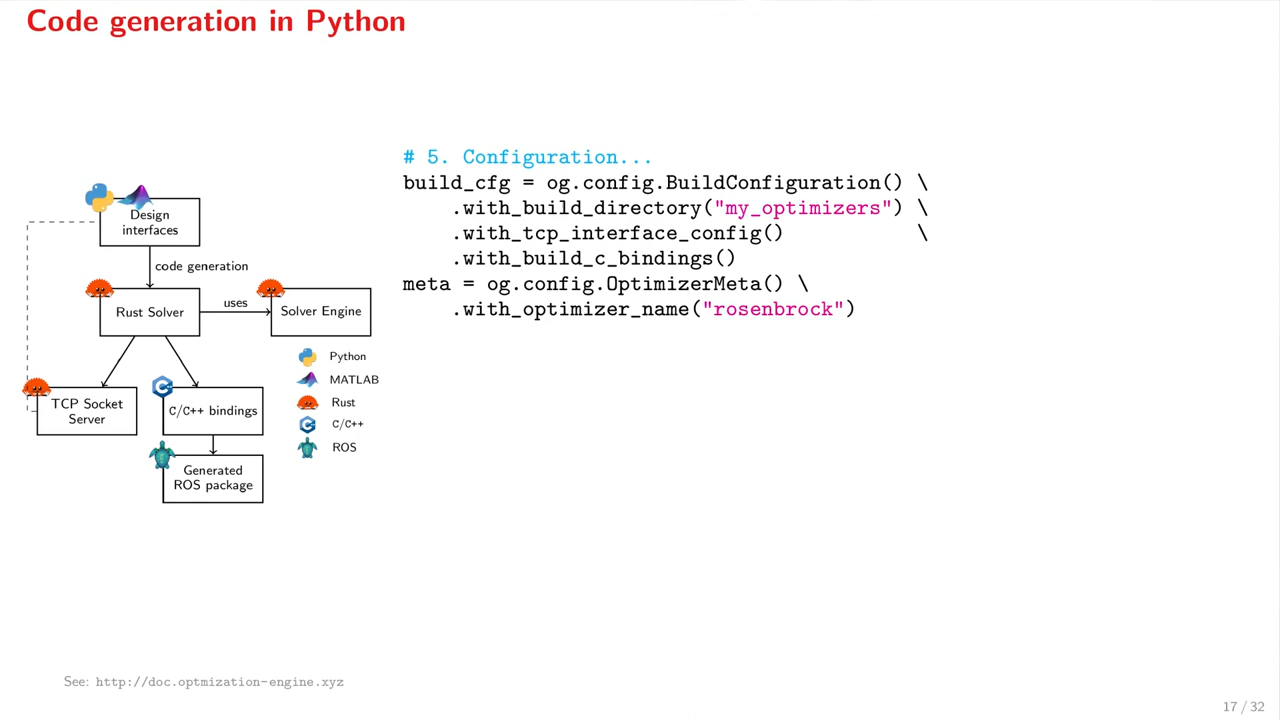 Code generation in Python
# 5. Configuration...
build_cfg = og.config.BuildConfiguration() \
.with_build_directory("my_optimizers") \
.with_tcp_interface_config() \
.with_build_c_bindings()
meta = og.config.OptimizerMeta() \
.with_optimizer_name("rosenbrock")
Design
interfaces
code generation
Rust Solver
uses
Solver Engine
TCP Socket
Server
C/C++ bindings
Generated
ROS package
Python
MATLAB
Rust
C/C++
ROS
See: http://doc.optmization-engine.xyz
17 / 32